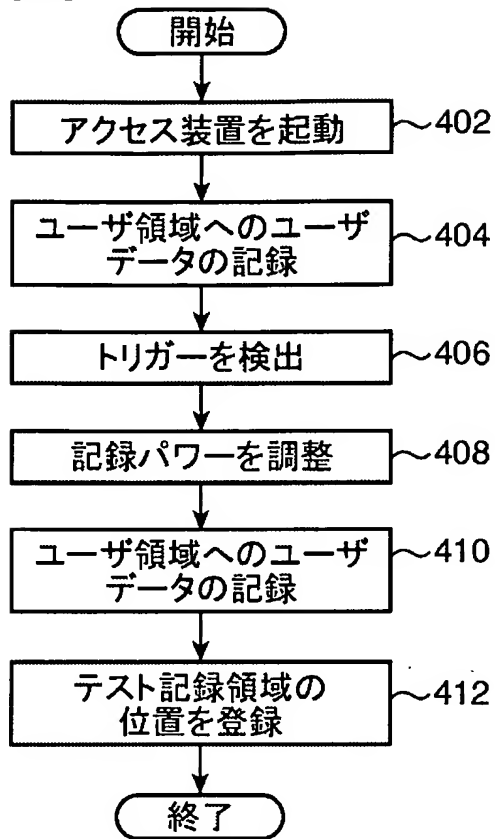 開始
アクセス装置を起動
402
ユーザ領域へのユーザ
データの記録
404
トリガーを検出
406
記録パワーを調整
408
ユーザ領域へのユーザ
データの記録
410
テスト記録領域の
位置を登録
412
終了